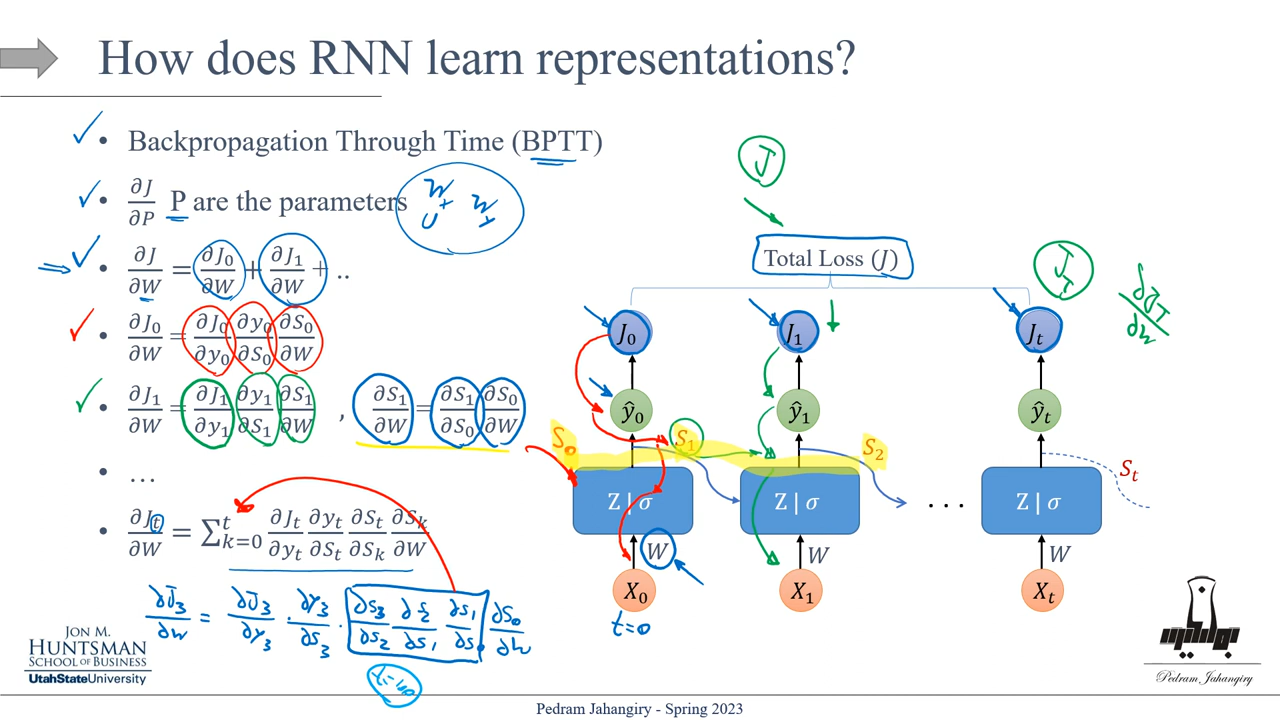 How does RNN learn representations?
✓ • Backpropagation Through Time (BPTT)
✓ • ∂J/∂P P are the parameters
W U W
⇒ ✓ • ∂J/∂W = ∂J₀/∂W + ∂J₁/∂W + ..
✓ • ∂J₀/∂W = ∂J₀/∂y₀ ∂y₀/∂S₀ ∂S₀/∂W
✓ • ∂J₁/∂W = ∂J₁/∂y₁ ∂y₁/∂S₁ ∂S₁/∂W , ∂S₁/∂W = ∂S₁/∂S₀ ∂S₀/∂W
• …
• ∂Jₜ/∂W = ∑ₖ₌₀ᵗ ∂Jₜ/∂yₜ ∂yₜ/∂Sₜ ∂Sₜ/∂Sₖ ∂Sₖ/∂W
∂J₃/∂W = ∂J₃/∂y₃ · ∂y₃/∂S₃ · ∂S₃/∂S₂ ∂S₂/∂S₁ ∂S₁/∂S₀ ∂S₀/∂W
t=100
J
Total Loss (J)
J_T
∂J_T/∂W
J₀ J₁ Jₜ
ŷ₀ ŷ₁ ŷₜ
S₀ S₁ S₂ Sₜ
Z | σ Z | σ . . . Z | σ
W W W
X₀ X₁ Xₜ
t=0
JON M.
HUNTSMAN
SCHOOL OF BUSINESS
UtahStateUniversity
Pedram Jahangiry
Pedram Jahangiry - Spring 2023